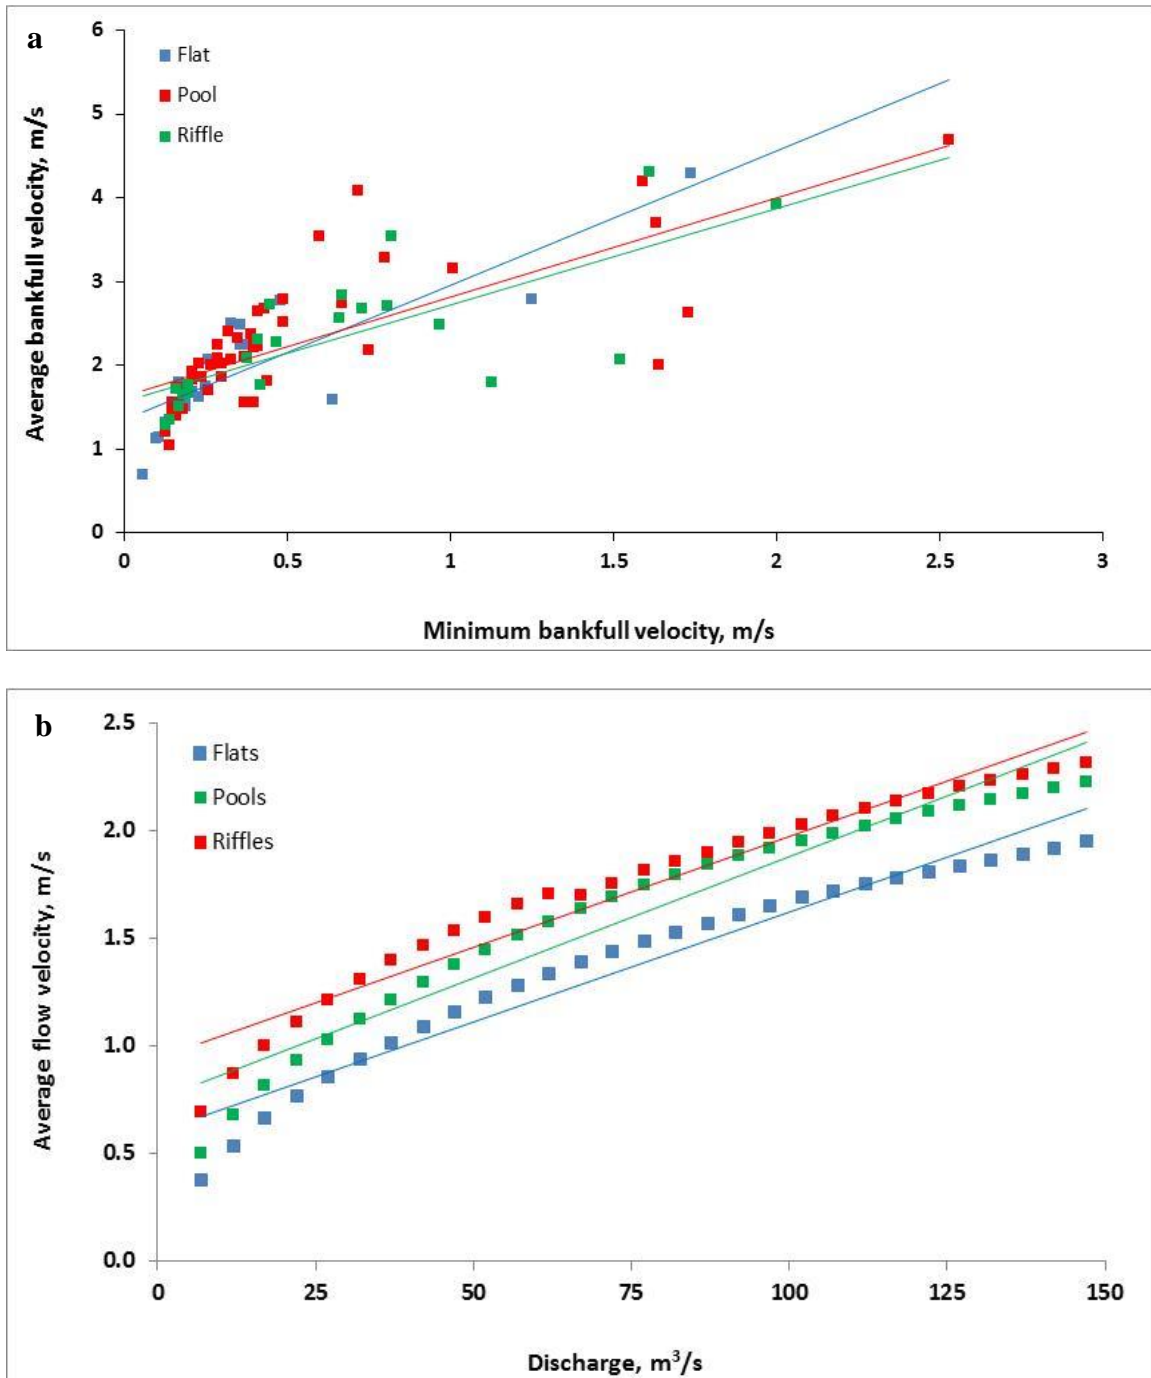 a
6
5
4
3
2
1
0
Flat
Pool
Riffle
Average bankfull velocity, m/s
0 0.5 1 1.5 2 2.5 3
Minimum bankfull velocity, m/s
b
2.5
2.0
1.5
1.0
0.5
0.0
Flats
Pools
Riffles
Average flow velocity, m/s
0 25 50 75 100 125 150
Discharge, m³/s